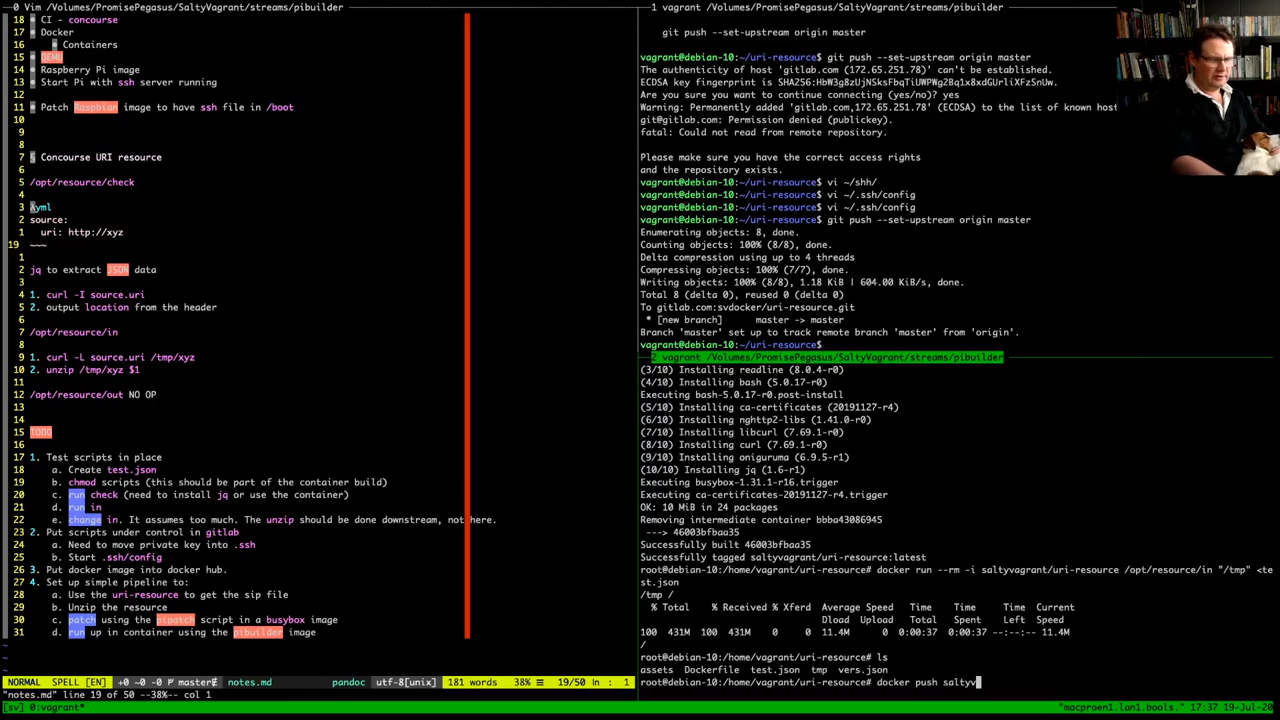 0 Vim /Volumes/PromisePegasus/SaltyVagrant/streams/pibuilder
18 CI - concourse
17 Docker
16 Containers
15 QEMU
14 Raspberry Pi image
13 Start Pi with ssh server running
12
11 Patch Raspbian image to have ssh file in /boot
10
9
8
7 § Concourse URI resource
6
5 /opt/resource/check
4
3 yml
2 source:
1 uri: http://xyz
19 ~~~
1
2 jq to extract JSON data
3
4 1. curl -I source.uri
5 2. output location from the header
6
7 /opt/resource/in
8
9 1. curl -L source.uri /tmp/xyz
10 2. unzip /tmp/xyz $1
11
12 /opt/resource/out NO OP
13
14
15 TODO
16
17 1. Test scripts in place
18 a. Create test.json
19 b. chmod scripts (this should be part of the container build)
20 c. run check (need to install jq or use the container)
21 d. run in
22 e. change in. It assumes too much. The unzip should be done downstream, not here.
23 2. Put scripts under control in gitlab
24 a. Need to move private key into .ssh
25 b. Start .ssh/config
26 3. Put docker image into docker hub.
27 4. Set up simple pipeline to:
28 a. Use the uri-resource to get the sip file
29 b. Unzip the resource
30 c. patch using the pipatch script in a busybox image
31 d. run up in container using the pibuilder image
~
~
NORMAL SPELL [EN] +0 ~0 -0 master notes.md pandoc utf-8[unix] 181 words 38% ☰ 19/50 ln : 1
"notes.md" line 19 of 50 --38%-- col 1
1 vagrant /Volumes/PromisePegasus/SaltyVagrant/streams/pibuilder
git push --set-upstream origin master
vagrant@debian-10:~/uri-resource$ git push --set-upstream origin master
The authenticity of host 'gitlab.com (172.65.251.78)' can't be established.
ECDSA key fingerprint is SHA256:HbW3g8zUjNSksFbqTiUWPWg2Bq1x8xdGUrliXFzSnUw.
Are you sure you want to continue connecting (yes/no)? yes
Warning: Permanently added 'gitlab.com,172.65.251.78' (ECDSA) to the list of known host
git@gitlab.com: Permission denied (publickey).
fatal: Could not read from remote repository.
Please make sure you have the correct access rights
and the repository exists.
vagrant@debian-10:~/uri-resource$ vi ~/shh/
vagrant@debian-10:~/uri-resource$ vi ~/.ssh/config
vagrant@debian-10:~/uri-resource$ vi ~/.ssh/config
vagrant@debian-10:~/uri-resource$ git push --set-upstream origin master
Enumerating objects: 8, done.
Counting objects: 100% (8/8), done.
Delta compression using up to 4 threads
Compressing objects: 100% (7/7), done.
Writing objects: 100% (8/8), 1.18 KiB | 604.00 KiB/s, done.
Total 8 (delta 0), reused 0 (delta 0)
To gitlab.com:svdocker/uri-resource.git
* [new branch] master -> master
Branch 'master' set up to track remote branch 'master' from 'origin'.
vagrant@debian-10:~/uri-resource$
2 vagrant /Volumes/PromisePegasus/SaltyVagrant/streams/pibuilder
(3/10) Installing readline (8.0.4-r0)
(4/10) Installing bash (5.0.17-r0)
Executing bash-5.0.17-r0.post-install
(5/10) Installing ca-certificates (20191127-r4)
(6/10) Installing nghttp2-libs (1.41.0-r0)
(7/10) Installing libcurl (7.69.1-r0)
(8/10) Installing curl (7.69.1-r0)
(9/10) Installing oniguruma (6.9.5-r1)
(10/10) Installing jq (1.6-r1)
Executing busybox-1.31.1-r16.trigger
Executing ca-certificates-20191127-r4.trigger
OK: 10 MiB in 24 packages
Removing intermediate container bbba43086945
---> 46003bfbaa35
Successfully built 46003bfbaa35
Successfully tagged saltyvagrant/uri-resource:latest
root@debian-10:/home/vagrant/uri-resource# docker run --rm -i saltyvagrant/uri-resource /opt/resource/in "/tmp" <te
st.json
/tmp /
% Total % Received % Xferd Average Speed Time Time Time Current
Dload Upload Total Spent Left Speed
100 431M 100 431M 0 0 11.4M 0 0:00:37 0:00:37 --:--:-- 11.4M
/
root@debian-10:/home/vagrant/uri-resource# ls
assets Dockerfile test.json tmp vers.json
root@debian-10:/home/vagrant/uri-resource# docker push saltyv
[sv] 0:vagrant* "macproen1.lan1.bools." 17:37 19-Jul-20